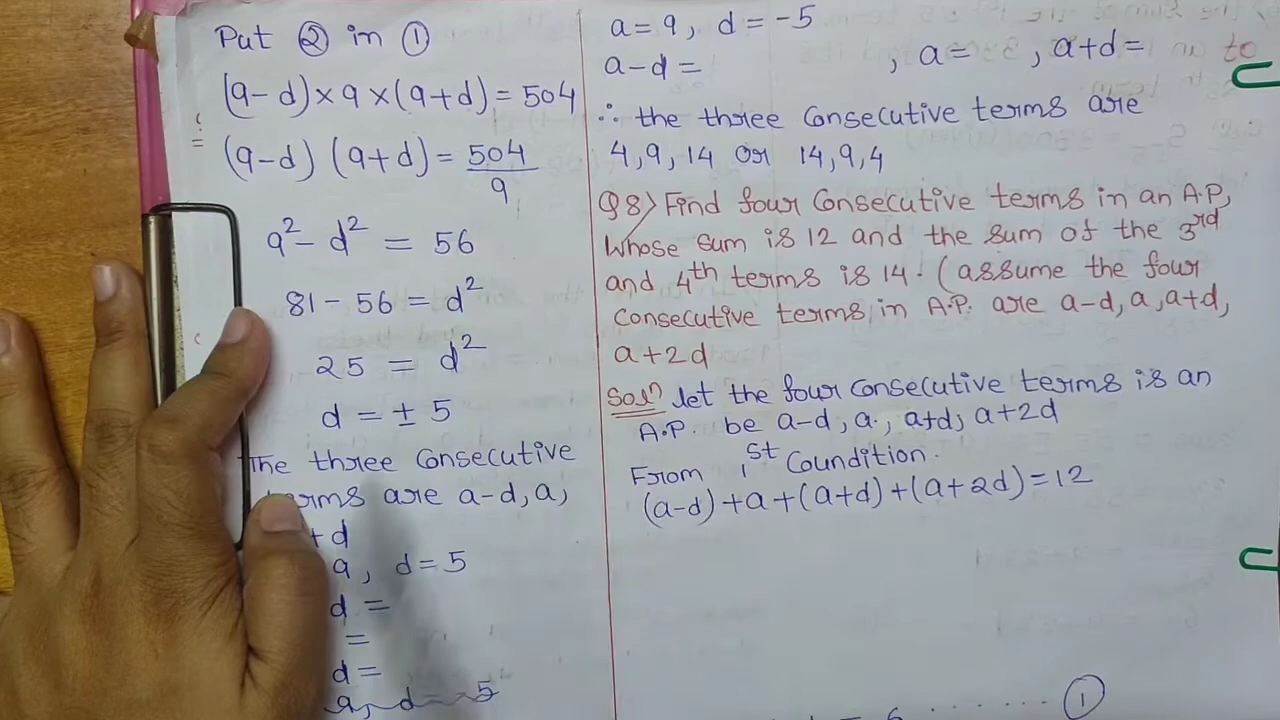 Put ② in ①
(9-d)×9×(9+d)=504
= (9-d) (9+d)= 504/9
9²-d² = 56
81-56 = d²
25 = d²
d = ±5
The three consecutive
terms are a-d, a,
+d
9, d=5
d =
=
d=
9, d=-5
a=9, d=-5
a-d= , a= , a+d=
∴ the three consecutive terms are
4,9,14 or 14,9,4
Q8) Find four consecutive terms in an A.P,
whose sum is 12 and the sum of the 3rd
and 4th terms is 14. (assume the four
consecutive terms in A.P. are a-d, a, a+d,
a+2d
Solⁿ let the four consecutive terms is an
A.P. be a-d, a, a+d, a+2d
From 1st Coundition.
(a-d)+a+(a+d)+(a+2d)=12
= 6 ....... ①